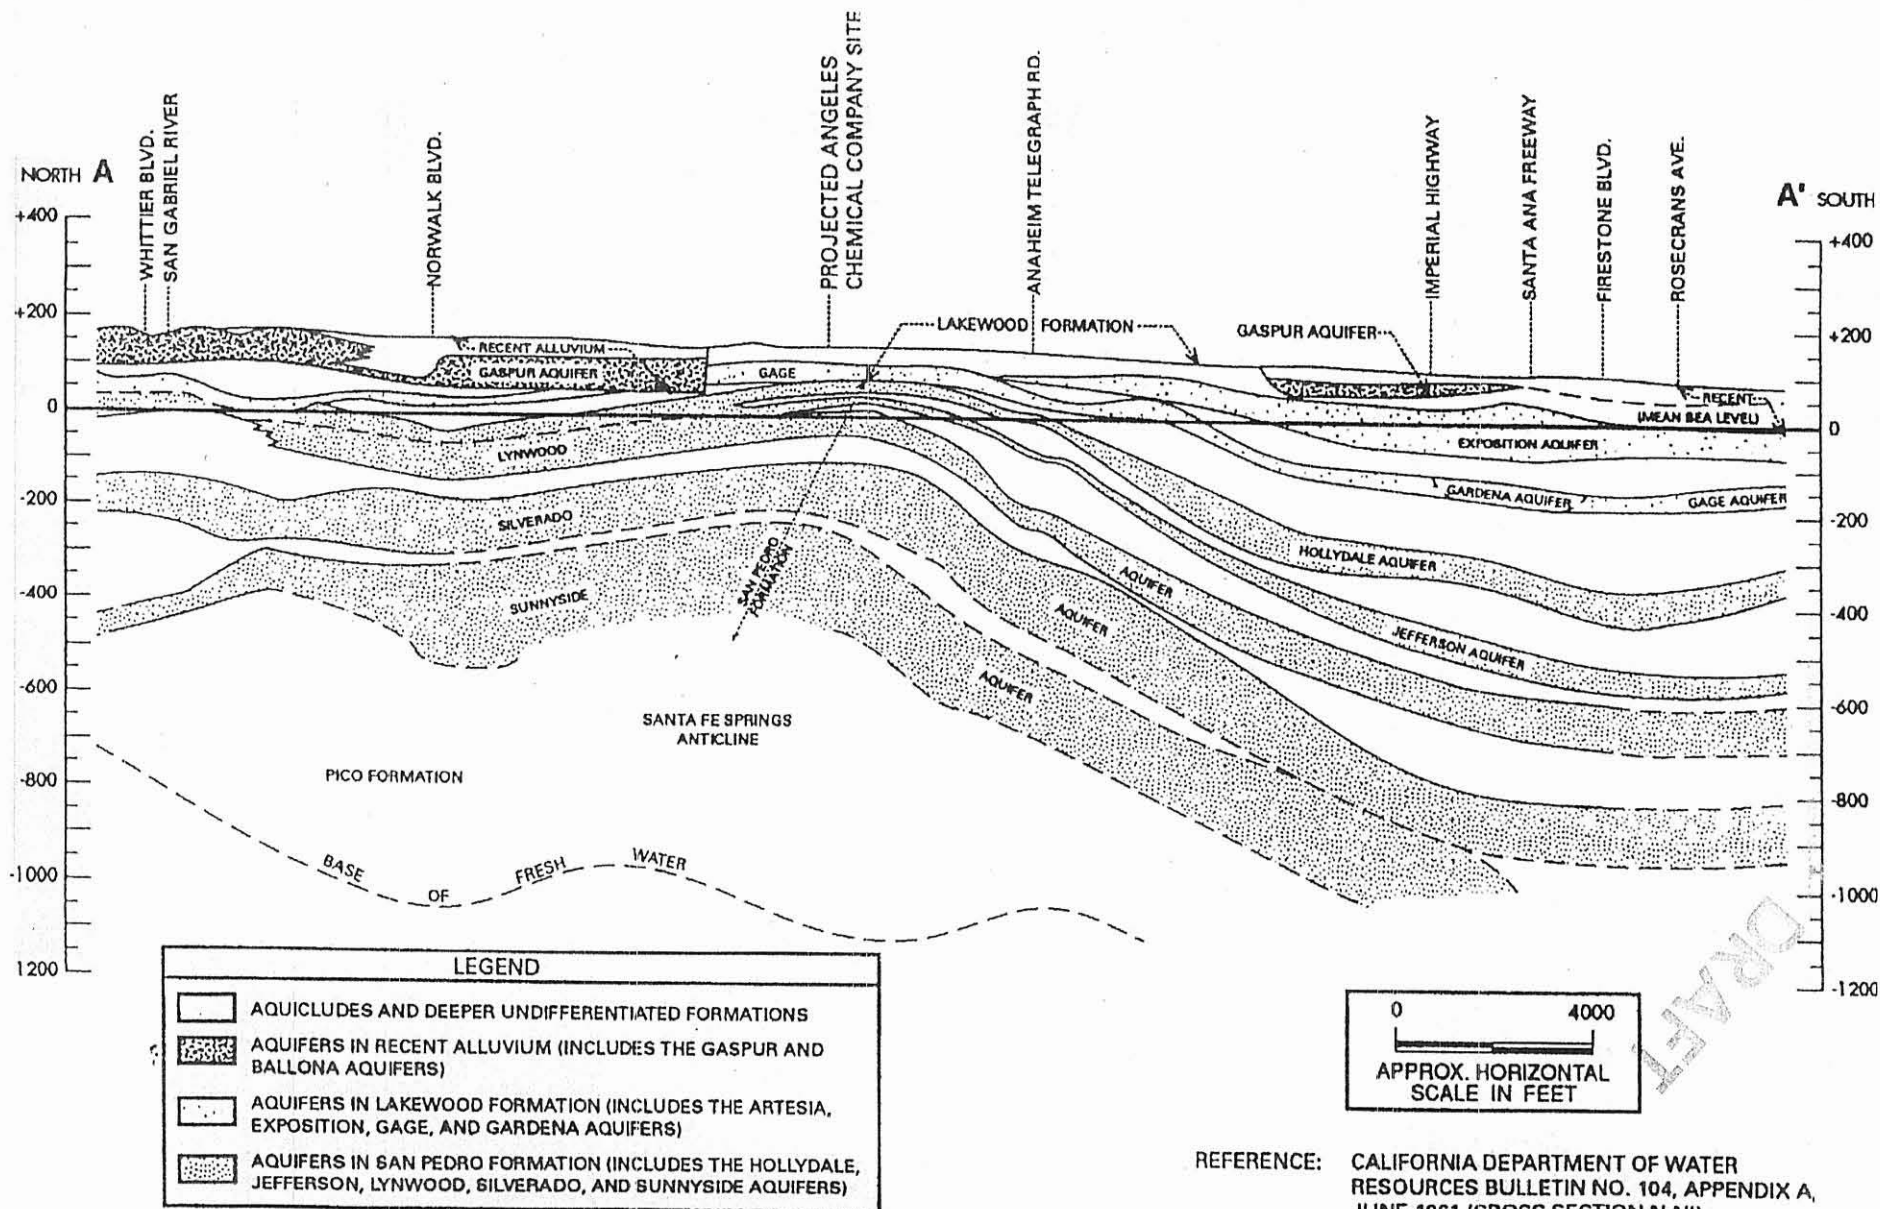 NORTH A
A' SOUTH
WHITTIER BLVD.
SAN GABRIEL RIVER
NORWALK BLVD.
PROJECTED ANGELES
CHEMICAL COMPANY SITE
ANAHEIM TELEGRAPH RD.
IMPERIAL HIGHWAY
SANTA ANA FREEWAY
FIRESTONE BLVD.
ROSECRANS AVE.
+400
+200
0
-200
-400
-600
-800
-1000
1200
+400
+200
0
-200
-400
-600
-800
-1000
-1200
LAKEWOOD FORMATION
GASPUR AQUIFER
RECENT ALLUVIUM
GASPUR AQUIFER
GAGE
RECENT
(MEAN SEA LEVEL)
EXPOSITION AQUIFER
LYNWOOD
GARDENA AQUIFER
GAGE AQUIFER
SILVERADO
HOLLYDALE AQUIFER
SAN PEDRO
FORMATION
AQUIFER
SUNNYSIDE
AQUIFER
JEFFERSON AQUIFER
AQUIFER
SANTA FE SPRINGS
ANTICLINE
PICO FORMATION
BASE OF FRESH WATER
DRAFT
LEGEND
AQUICLUDES AND DEEPER UNDIFFERENTIATED FORMATIONS
AQUIFERS IN RECENT ALLUVIUM (INCLUDES THE GASPUR AND
BALLONA AQUIFERS)
AQUIFERS IN LAKEWOOD FORMATION (INCLUDES THE ARTESIA,
EXPOSITION, GAGE, AND GARDENA AQUIFERS)
AQUIFERS IN SAN PEDRO FORMATION (INCLUDES THE HOLLYDALE,
JEFFERSON, LYNWOOD, SILVERADO, AND SUNNYSIDE AQUIFERS)
0 4000
APPROX. HORIZONTAL
SCALE IN FEET
REFERENCE: CALIFORNIA DEPARTMENT OF WATER
RESOURCES BULLETIN NO. 104, APPENDIX A,